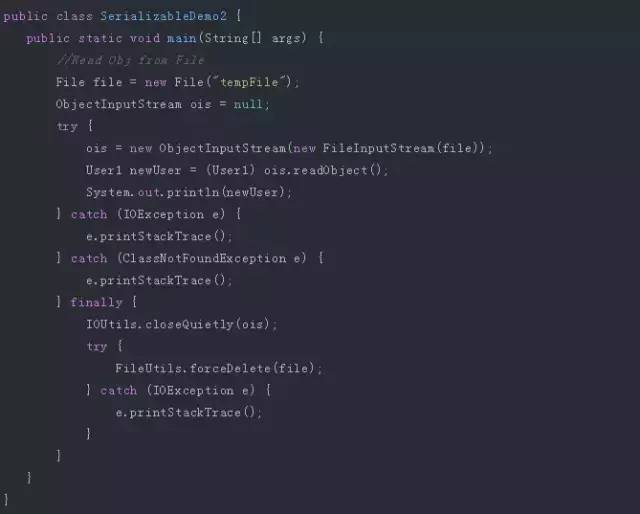 public class SerializableDemo2 {
    public static void main(String[] args) {
        //Read Obj from File
        File file = new File("tempFile");
        ObjectInputStream ois = null;
        try {
            ois = new ObjectInputStream(new FileInputStream(file));
            User1 newUser = (User1) ois.readObject();
            System.out.println(newUser);
        } catch (IOException e) {
            e.printStackTrace();
        } catch (ClassNotFoundException e) {
            e.printStackTrace();
        } finally {
            IOUtils.closeQuietly(ois);
            try {
                FileUtils.forceDelete(file);
            } catch (IOException e) {
                e.printStackTrace();
            }
        }
    }
}